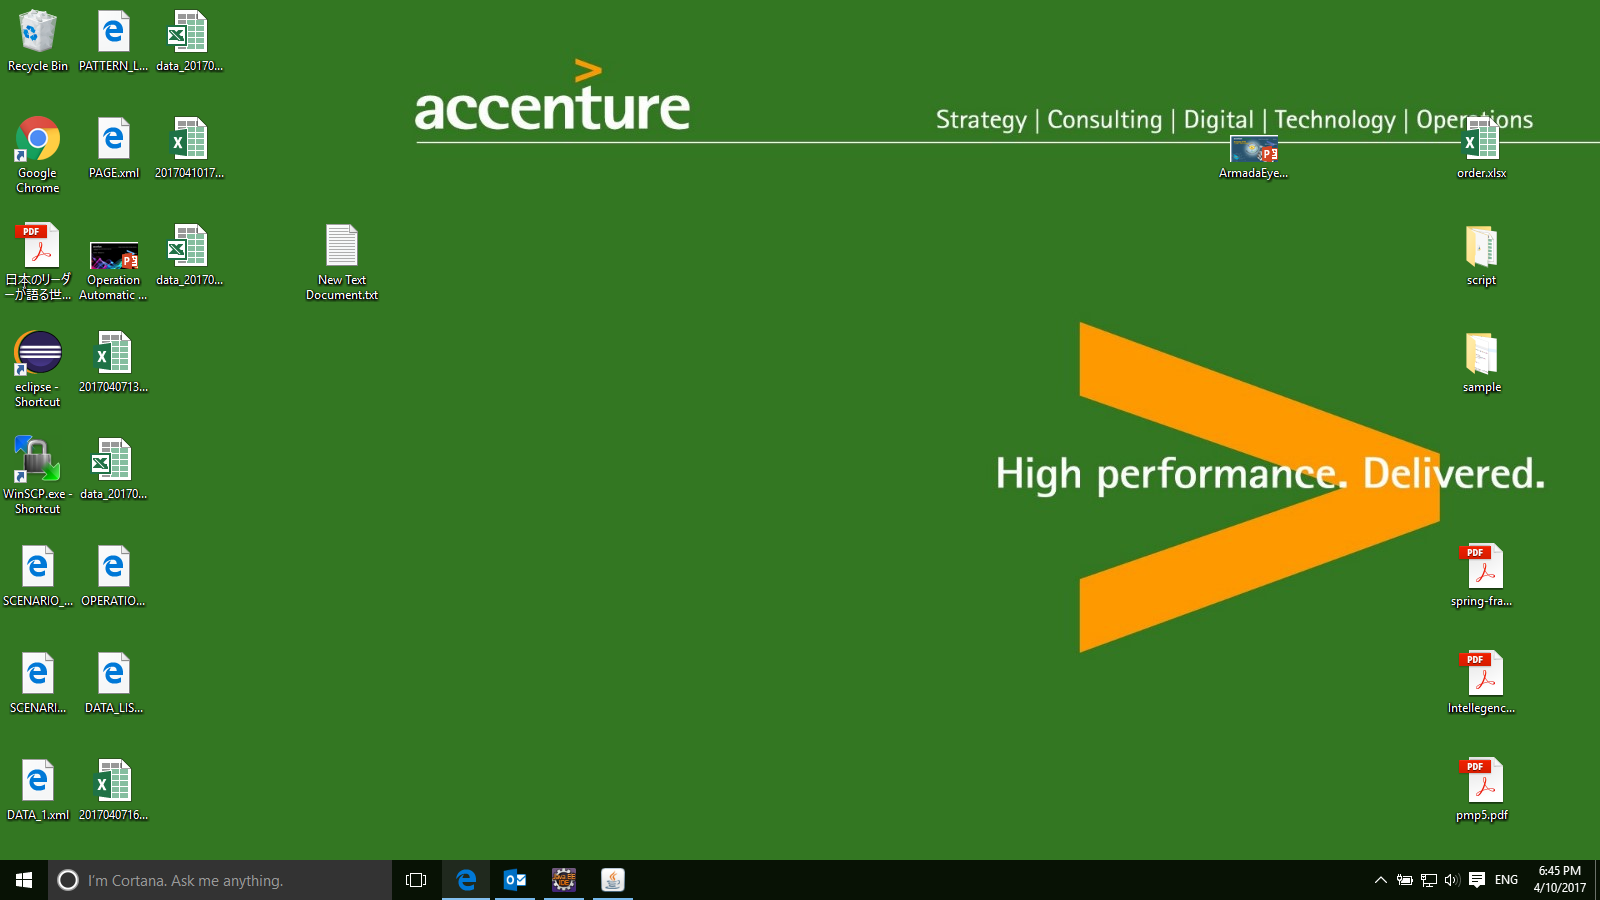 accenture
Strategy | Consulting | Digital | Technology | Operations
Recycle Bin
PATTERN_L...
data_20170...
Google
Chrome
PAGE.xml
2017041017...
ArmadaEye...
order.xlsx
日本のリーダ
ーが語る世...
Operation
Automatic ...
data_20170...
New Text
Document.txt
script
eclipse -
Shortcut
2017040713...
sample
High performance. Delivered.
WinSCP.exe -
Shortcut
data_20170...
SCENARIO_...
OPERATIO...
spring-fra...
SCENARI...
DATA_LIS...
Intellegenc...
DATA_1.xml
2017040716...
pmp5.pdf
I'm Cortana. Ask me anything.
ENG
6:45 PM
4/10/2017